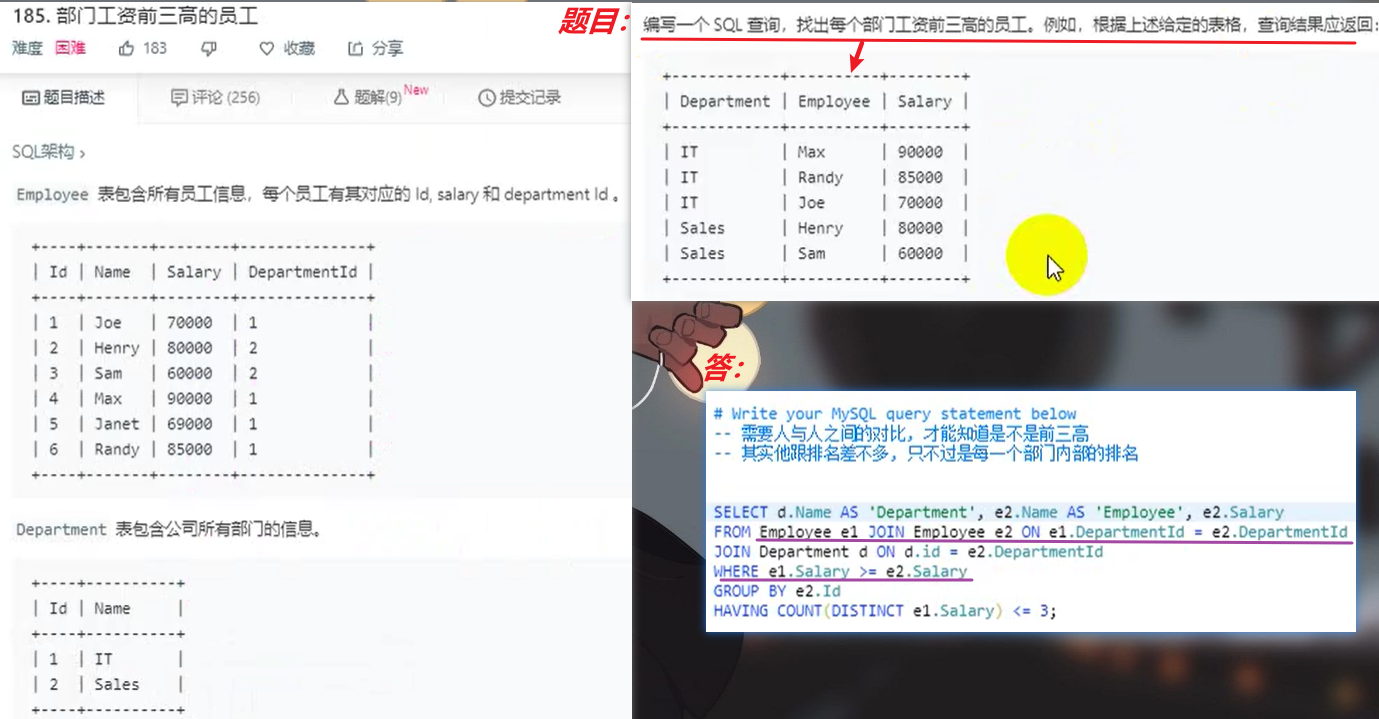 185. 部门工资前三高的员工
难度 困难 183 收藏 分享
题目描述 评论 (256) 题解(9) New 提交记录
SQL架构 ›
Employee 表包含所有员工信息，每个员工有其对应的 Id, salary 和 department Id 。
+----+-------+--------+--------------+
| Id | Name  | Salary | DepartmentId |
+----+-------+--------+--------------+
| 1  | Joe   | 70000  | 1            |
| 2  | Henry | 80000  | 2            |
| 3  | Sam   | 60000  | 2            |
| 4  | Max   | 90000  | 1            |
| 5  | Janet | 69000  | 1            |
| 6  | Randy | 85000  | 1            |
+----+-------+--------+--------------+
Department 表包含公司所有部门的信息。
+----+----------+
| Id | Name     |
+----+----------+
| 1  | IT       |
| 2  | Sales    |
+----+----------+
题目：
编写一个 SQL 查询，找出每个部门工资前三高的员工。例如，根据上述给定的表格，查询结果应返回：
+------------+----------+--------+
| Department | Employee | Salary |
+------------+----------+--------+
| IT         | Max      | 90000  |
| IT         | Randy    | 85000  |
| IT         | Joe      | 70000  |
| Sales      | Henry    | 80000  |
| Sales      | Sam      | 60000  |
+------------+----------+--------+
答：
# Write your MySQL query statement below
-- 需要人与人之间的对比，才能知道是不是前三高
-- 其实他跟排名差不多，只不过是每一个部门内部的排名
SELECT d.Name AS 'Department', e2.Name AS 'Employee', e2.Salary
FROM Employee e1 JOIN Employee e2 ON e1.DepartmentId = e2.DepartmentId
JOIN Department d ON d.id = e2.DepartmentId
WHERE e1.Salary >= e2.Salary
GROUP BY e2.Id
HAVING COUNT(DISTINCT e1.Salary) <= 3;